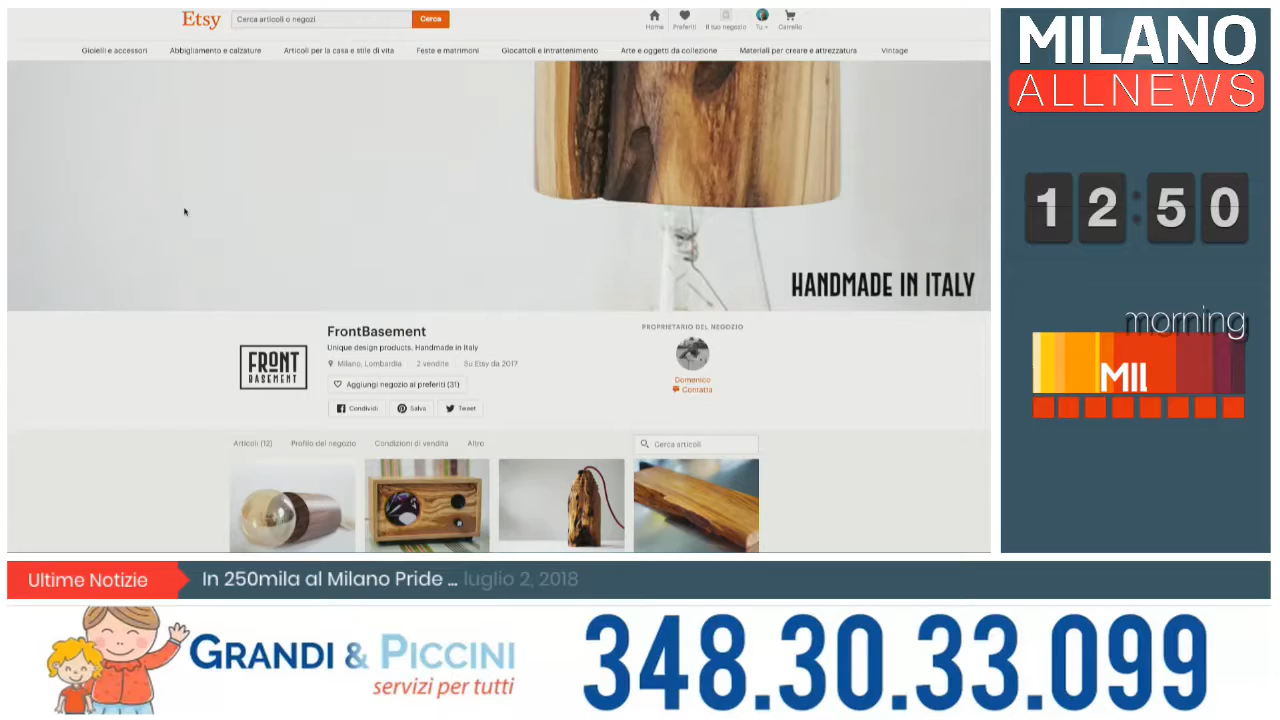 Etsy
Cerca articoli o negozi
Cerca
Home
Preferiti
Il tuo negozio
Tu
Carrello
Gioielli e accessori
Abbigliamento e calzature
Articoli per la casa e stile di vita
Feste e matrimoni
Giocattoli e intrattenimento
Arte e oggetti da collezione
Materiali per creare e attrezzatura
Vintage
HANDMADE IN ITALY
FRONT
BASEMENT
FrontBasement
Unique design products. Handmade in Italy
Milano, Lombardia
2 vendite
Su Etsy da 2017
Aggiungi negozio ai preferiti (31)
Condividi
Salva
Tweet
PROPRIETARIO DEL NEGOZIO
Domenico
Contatta
Articoli (12)
Profilo del negozio
Condizioni di vendita
Altro
Cerca articoli
MILANO
ALLNEWS
12:50
morning
MIl
Ultime Notizie
In 250mila al Milano Pride ... luglio 2, 2018
GRANDI & PICCINI
servizi per tutti
348.30.33.099